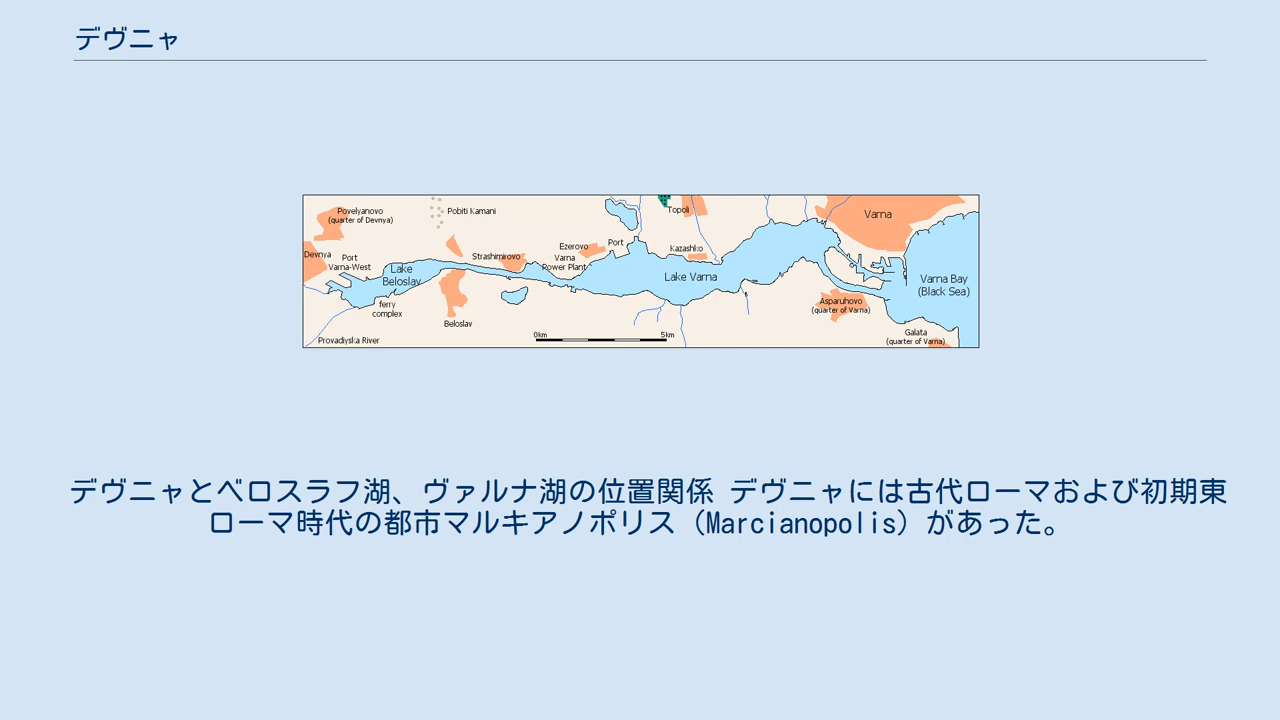 デヴニャ
Povelyanovo
(quarter of Devnya)
Pobiti Kamani
Topoli
Varna
Devnya
Port
Varna-West
Lake
Beloslav
Strashimirovo
Ezerovo
Port
Varna
Power Plant
Kazashko
Lake Varna
Varna Bay
(Black Sea)
ferry
complex
Beloslav
Asparuhovo
(quarter of Varna)
Galata
(quarter of Varna)
Provadiyska River
0km
5km
デヴニャとベロスラフ湖、ヴァルナ湖の位置関係 デヴニャには古代ローマおよび初期東
ローマ時代の都市マルキアノポリス（Marcianopolis）があった。